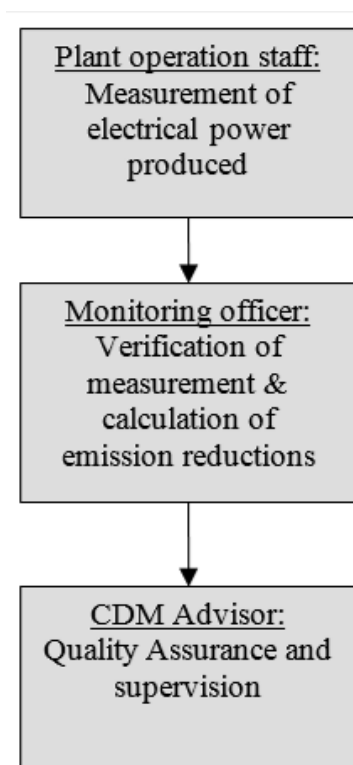 Plant operation staff:
Measurement of
electrical power
produced
Monitoring officer:
Verification of
measurement &
calculation of
emission reductions
CDM Advisor:
Quality Assurance and
supervision